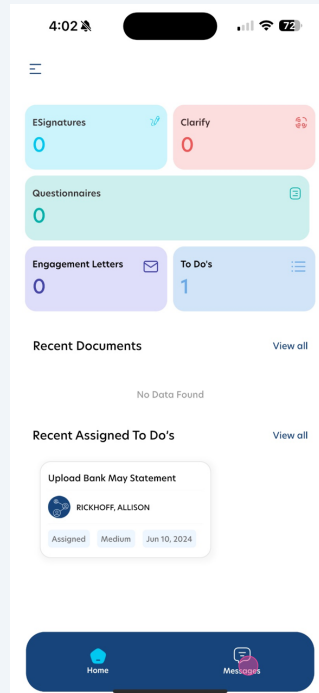 4:02
72
ESignatures
0
Clarify
0
Questionnaires
0
Engagement Letters
0
To Do's
1
Recent Documents
View all
No Data Found
Recent Assigned To Do's
View all
Upload Bank May Statement
RICKHOFF, ALLISON
Assigned Medium Jun 10, 2024
Home
Messages